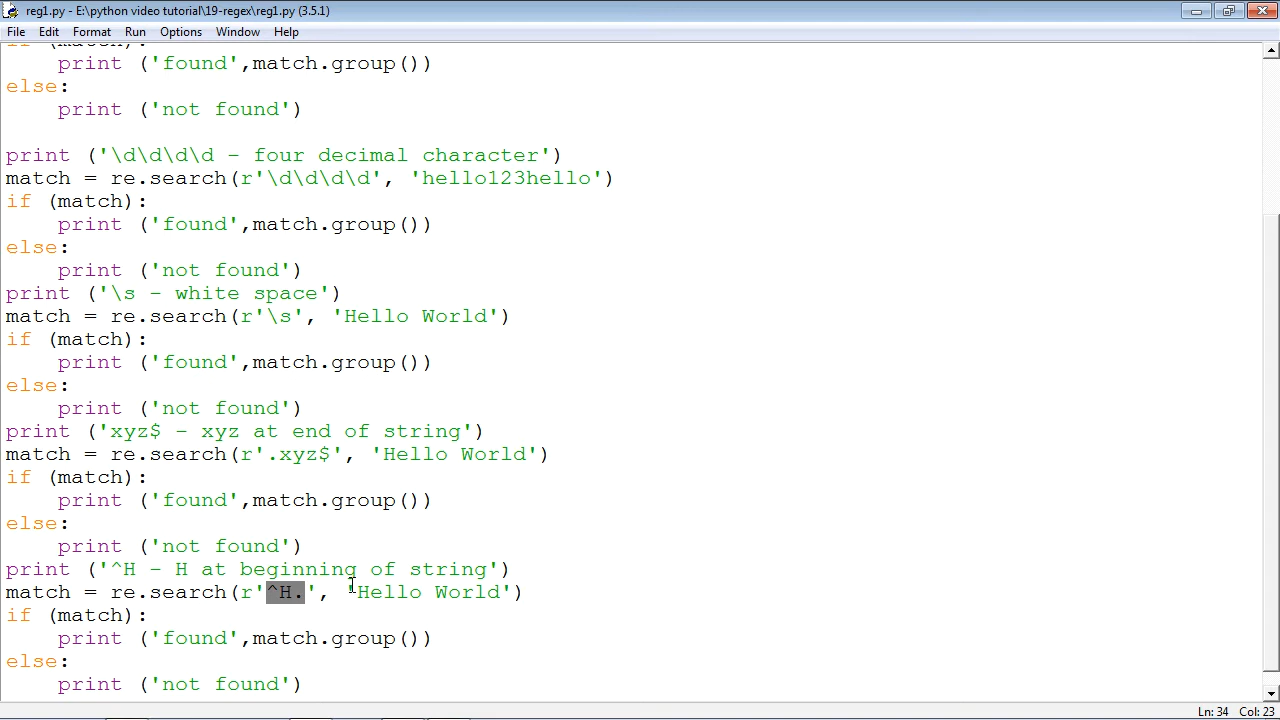 reg1.py - E:\python video tutorial\19-regex\reg1.py (3.5.1)
File Edit Format Run Options Window Help
if (match):
    print ('found',match.group())
else:
    print ('not found')

print ('\d\d\d\d - four decimal character')
match = re.search(r'\d\d\d\d', 'hello123hello')
if (match):
    print ('found',match.group())
else:
    print ('not found')
print ('\s - white space')
match = re.search(r'\s', 'Hello World')
if (match):
    print ('found',match.group())
else:
    print ('not found')
print ('xyz$ - xyz at end of string')
match = re.search(r'.xyz$', 'Hello World')
if (match):
    print ('found',match.group())
else:
    print ('not found')
print ('^H - H at beginning of string')
match = re.search(r'^H.', 'Hello World')
if (match):
    print ('found',match.group())
else:
    print ('not found')
Ln: 34 Col: 23